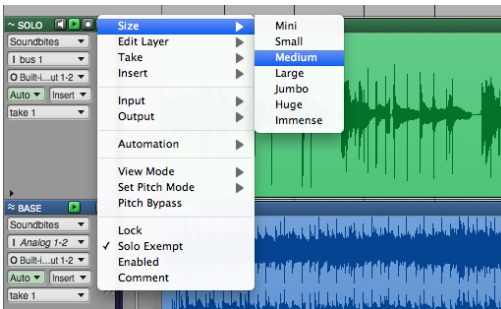 ~ SOLO
Soundbites
I bus 1
O Built-i...ut 1-2
Auto
Insert
take 1
Size
Edit Layer
Take
Insert
Input
Output
Automation
View Mode
Set Pitch Mode
Pitch Bypass
Lock
✓ Solo Exempt
Enabled
Comment
Mini
Small
Medium
Large
Jumbo
Huge
Immense
≈ BASE
Soundbites
I Analog 1-2
O Built-i...ut 1-2
Auto
Insert
take 1